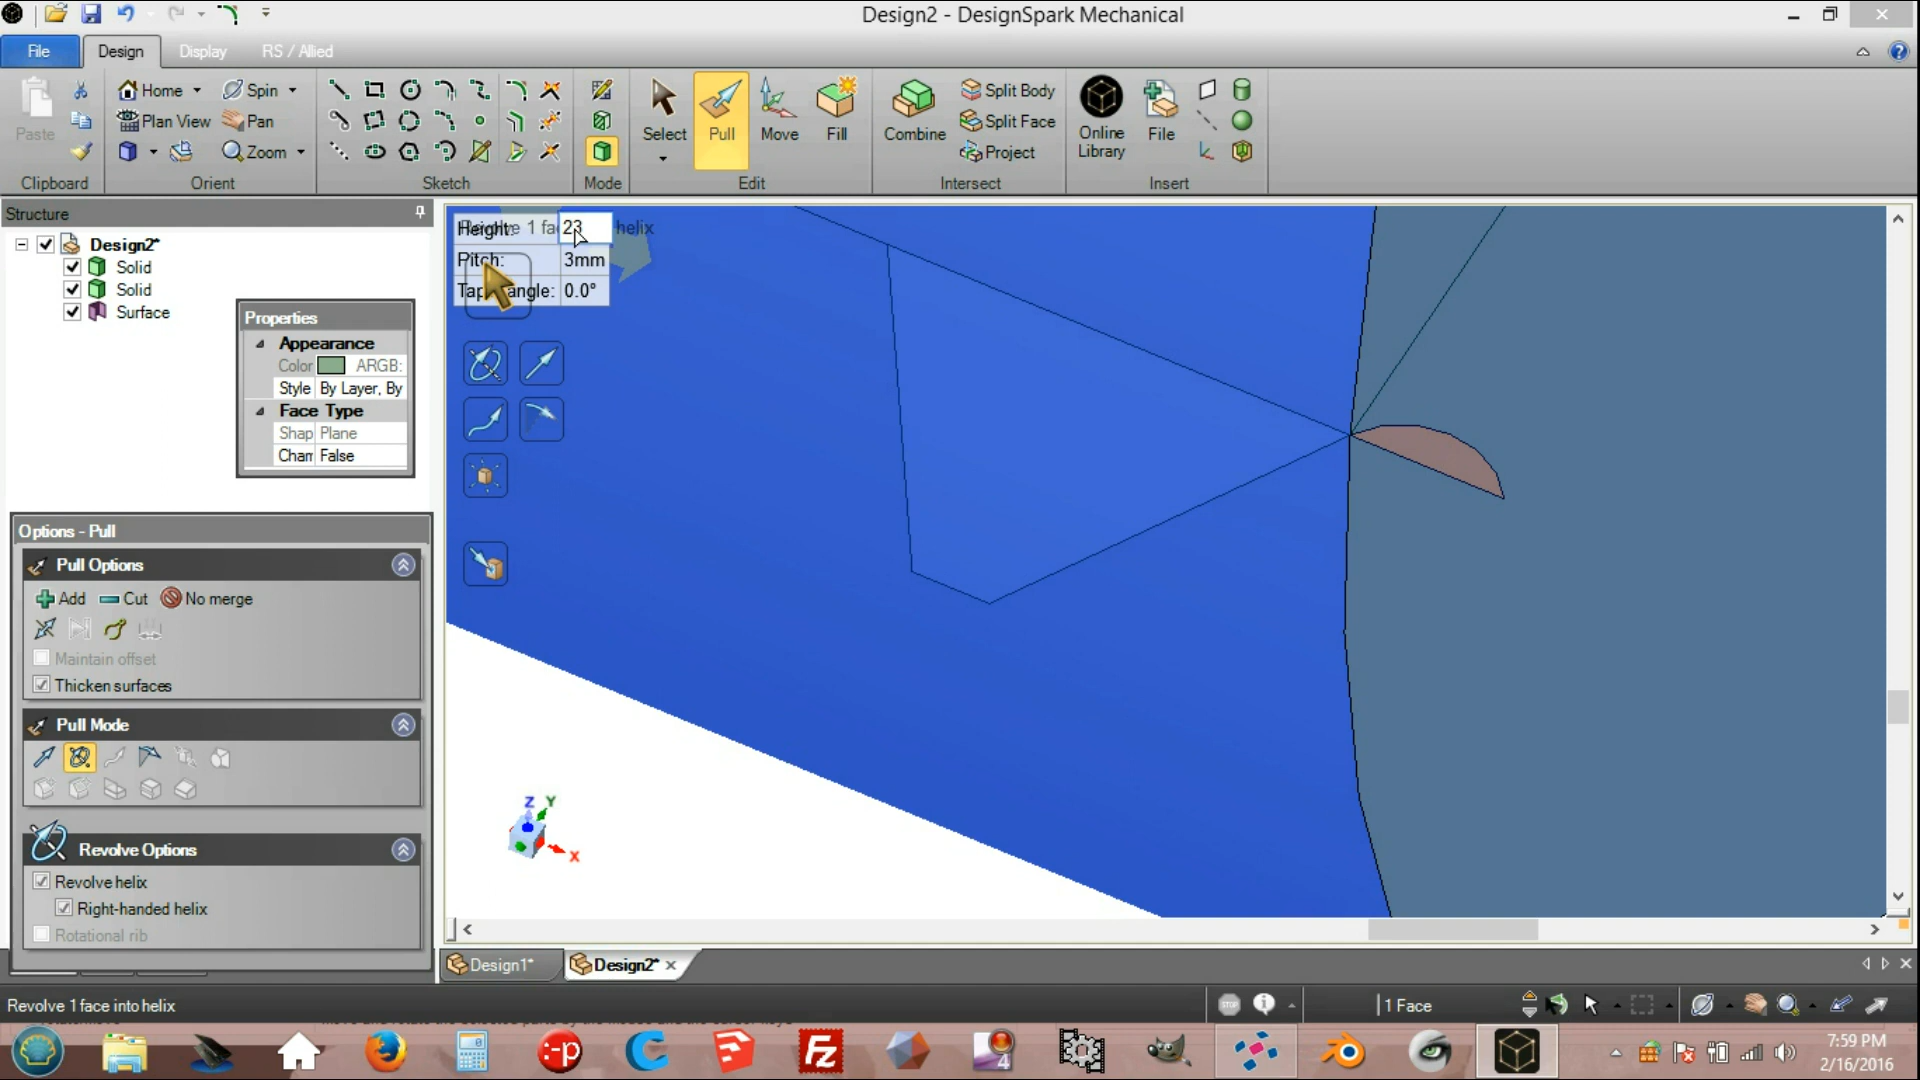 Design2 - DesignSpark Mechanical
File
Design
Display
RS / Allied
Paste
Home
Spin
Plan View
Pan
Zoom
Select
Pull
Move
Fill
Combine
Split Body
Split Face
Project
Online
Library
File
Clipboard
Orient
Sketch
Mode
Edit
Intersect
Insert
Structure
Design2*
Solid
Solid
Surface
Properties
Appearance
Color ARGB:
Style By Layer, By
Face Type
Shap Plane
Cham False
Height: 23 helix
Pitch: 3mm
angle: 0.0°
Options - Pull
Pull Options
Add Cut No merge
Maintain offset
Thicken surfaces
Pull Mode
Revolve Options
Revolve helix
Right-handed helix
Rotational rib
Z Y
X
Design1*
Design2*
Revolve 1 face into helix
1 Face
7:59 PM
2/16/2016